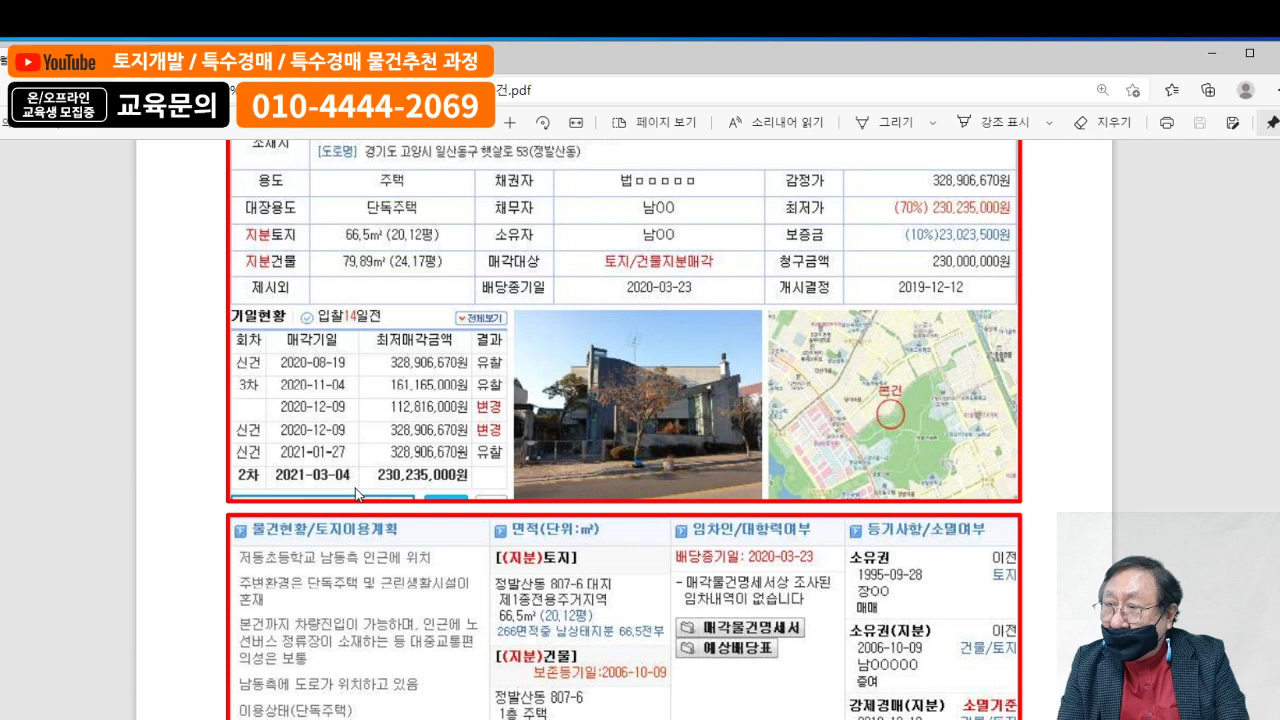 YouTube 토지개발 / 특수경매 / 특수경매 물건추천 과정
온/오프라인
교육생 모집중
교육문의 010-4444-2069
건.pdf
페이지 보기 소리내어 읽기 그리기 강조 표시 지우기
소재지
[도로명] 경기도 고양시 일산동구 햇살로 53(정발산동)
용도 주택 채권자 법ㅁㅁㅁㅁㅁ 감정가 328,906,670원
대장용도 단독주택 채무자 남OO 최저가 (70%) 230,235,000원
지분토지 66.5㎡ (20.12평) 소유자 남OO 보증금 (10%)23,023,500원
지분건물 79.89㎡ (24.17평) 매각대상 토지/건물지분매각 청구금액 230,000,000원
제시외 배당종기일 2020-03-23 개시결정 2019-12-12
기일현황 입찰14일전 전체보기
회차 매각기일 최저매각금액 결과
신건 2020-08-19 328,906,670원 유찰
3차 2020-11-04 161,165,000원 유찰
2020-12-09 112,816,000원 변경
신건 2020-12-09 328,906,670원 변경
신건 2021-01-27 328,906,670원 유찰
2차 2021-03-04 230,235,000원
본건
물건현황/토지이용계획
저동초등학교 남동측 인근에 위치
주변환경은 단독주택 및 근린생활시설이
혼재
본건까지 차량진입이 가능하며, 인근에 노
선버스 정류장이 소재하는 등 대중교통편
의성은 보통
남동측에 도로가 위치하고 있음
이용상태(단독주택)
면적(단위:㎡)
[(지분)토지]
정발산동 807-6 대지
제1종전용주거지역
66.5㎡ (20.12평)
266면적중 남상태지분 66.5전부
[(지분)건물]
보존등기일:2006-10-09
정발산동 807-6
1층 주택
임차인/대항력여부
배당종기일: 2020-03-23
- 매각물건명세서상 조사된
임차내역이 없습니다
매각물건명세서
예상배당표
등기사항/소멸여부
소유권 이전
1995-09-28 토지
장OO
매매
소유권(지분) 이전
2006-10-09 건물/토지
남OOOOO
증여
강제경매(지분) 소멸기준